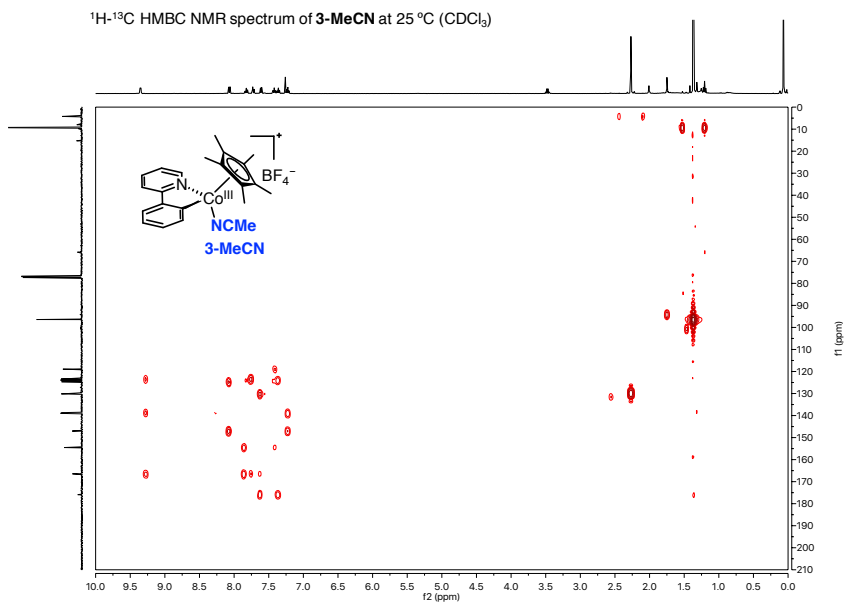 ¹H-¹³C HMBC NMR spectrum of 3-MeCN at 25 ºC (CDCl₃)
+
BF₄⁻
N
Coᴵᴵᴵ
NCMe
3-MeCN
0
10
20
30
40
50
60
70
80
90
100
110
120
130
140
150
160
170
180
190
200
210
f1 (ppm)
10.0 9.5 9.0 8.5 8.0 7.5 7.0 6.5 6.0 5.5 5.0 4.5 4.0 3.5 3.0 2.5 2.0 1.5 1.0 0.5 0.0
f2 (ppm)